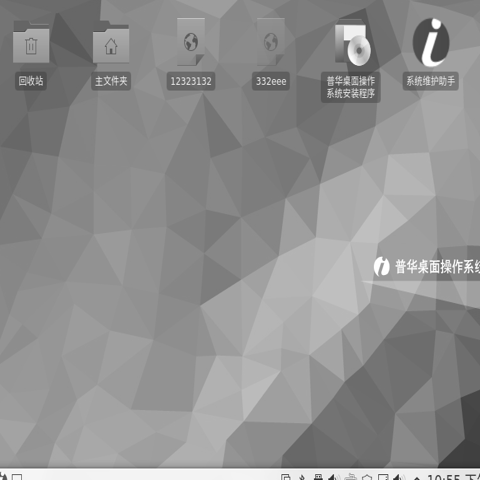 回收站
主文件夹
12323132
332eee
普华桌面操作
系统安装程序
系统维护助手
普华桌面操作系统
10:55 下午